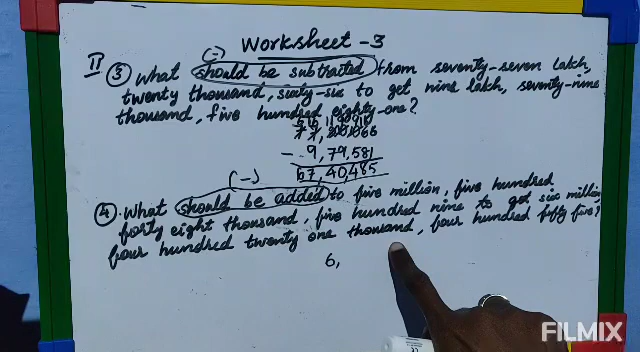 (-)
Worksheet - 3
II (3) What should be subtracted from seventy-seven lakh,
twenty thousand, sixty-six to get nine lakh, seventy-nine
thousand, five hundred eighty-one?
- 9,79,581
67,40,485
(-)
(4). What should be added to five million, five hundred
forty eight thousand, five hundred nine to get six million
four hundred twenty one thousand, four hundred fifty five?
6,
FILMIX